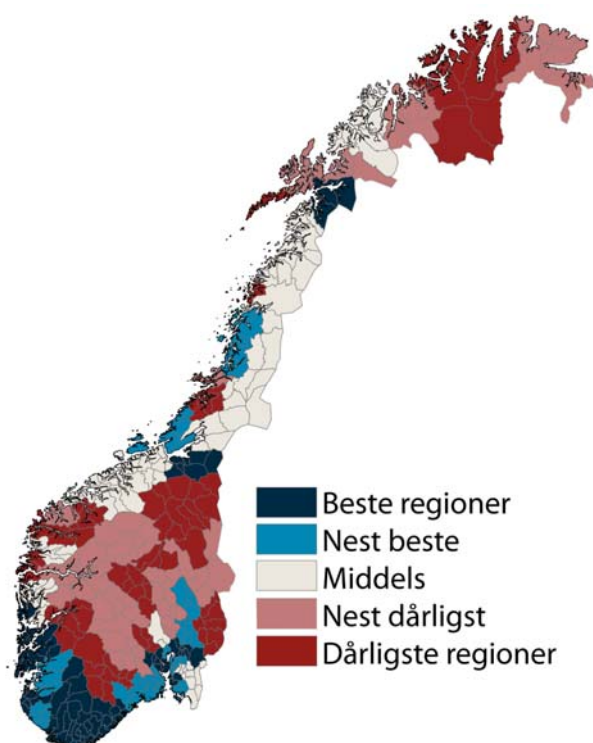 Beste regioner
Nest beste
Middels
Nest dårligst
Dårligste regioner